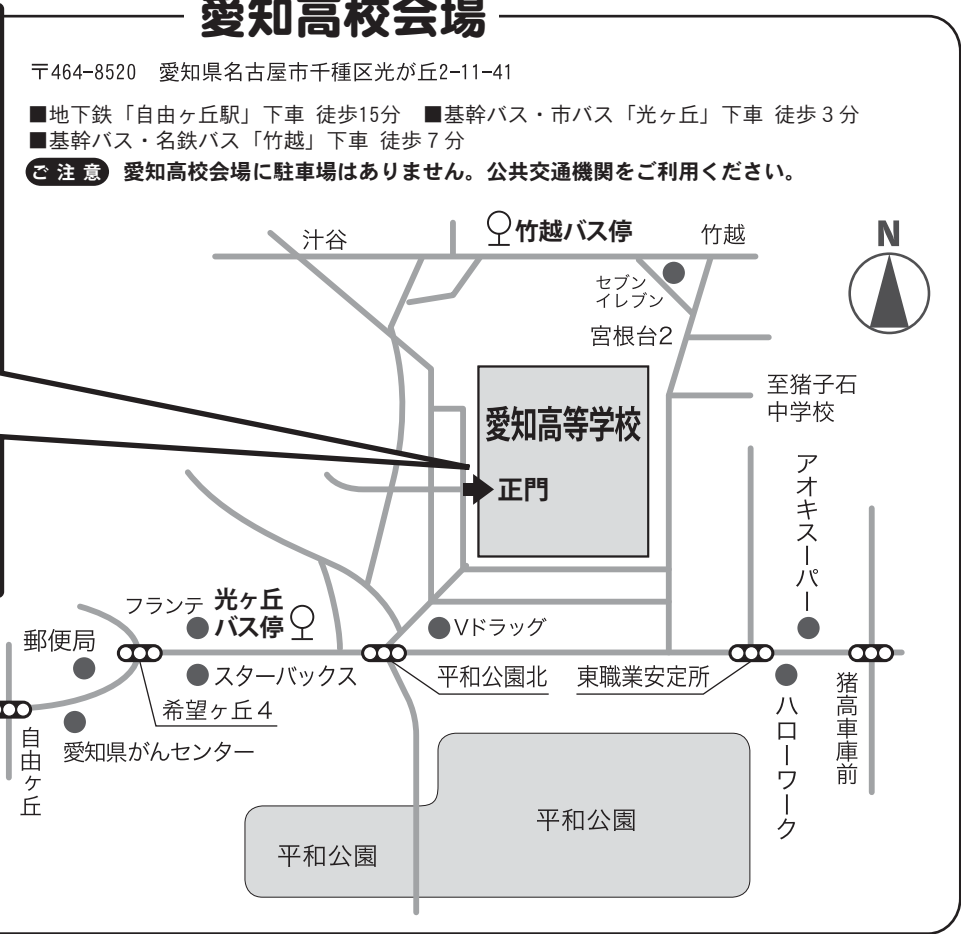 愛知高校会場
〒464-8520　愛知県名古屋市千種区光が丘2-11-41
■地下鉄「自由ヶ丘駅」下車 徒歩15分　■基幹バス・市バス「光ヶ丘」下車 徒歩３分
■基幹バス・名鉄バス「竹越」下車 徒歩７分
ご注意　愛知高校会場に駐車場はありません。公共交通機関をご利用ください。
汁谷
竹越バス停
竹越
N
セブン
イレブン
宮根台2
至猪子石
中学校
愛知高等学校
正門
アオキスーパー
フランテ
光ヶ丘
バス停
Vドラッグ
郵便局
スターバックス
平和公園北
東職業安定所
希望ヶ丘４
愛知県がんセンター
自由ヶ丘
ハローワーク
猪高車庫前
平和公園
平和公園